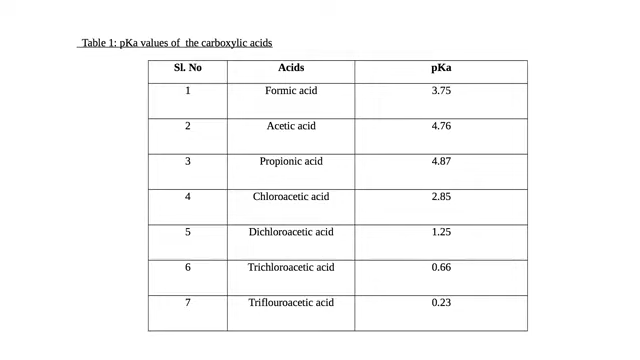 Table 1: pKa values of the carboxylic acids
Sl. No Acids pKa
1 Formic acid 3.75
2 Acetic acid 4.76
3 Propionic acid 4.87
4 Chloroacetic acid 2.85
5 Dichloroacetic acid 1.25
6 Trichloroacetic acid 0.66
7 Triflouroacetic acid 0.23